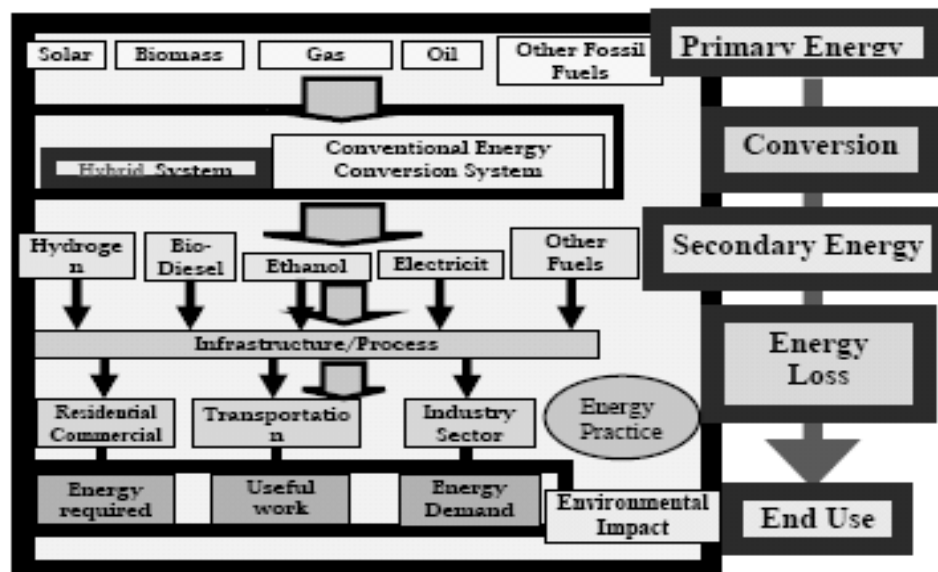 Solar
Biomass
Gas
Oil
Other Fossil
Fuels
Primary Energy
Hybrid System
Conventional Energy
Conversion System
Conversion
Hydroge
n
Bio-
Diesel
Ethanol
Electricit
Other
Fuels
Secondary Energy
Infrastructure/Process
Energy
Loss
Residential
Commercial
Transportatio
n
Industry
Sector
Energy
Practice
Energy
required
Useful
work
Energy
Demand
Environmental
Impact
End Use